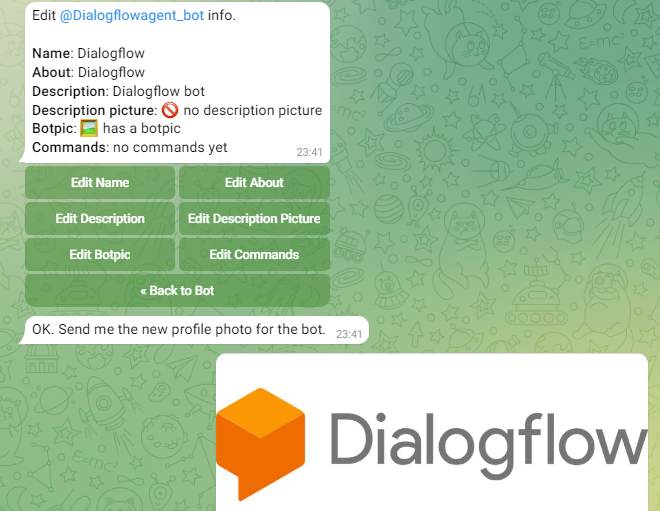 Edit @Dialogflowagent_bot info.
Name: Dialogflow
About: Dialogflow
Description: Dialogflow bot
Description picture: 🚫 no description picture
Botpic: 🖼️ has a botpic
Commands: no commands yet
23:41
Edit Name
Edit About
Edit Description
Edit Description Picture
Edit Botpic
Edit Commands
« Back to Bot
OK. Send me the new profile photo for the bot. 23:41
E=mc²
E=mc²
Dialogflow